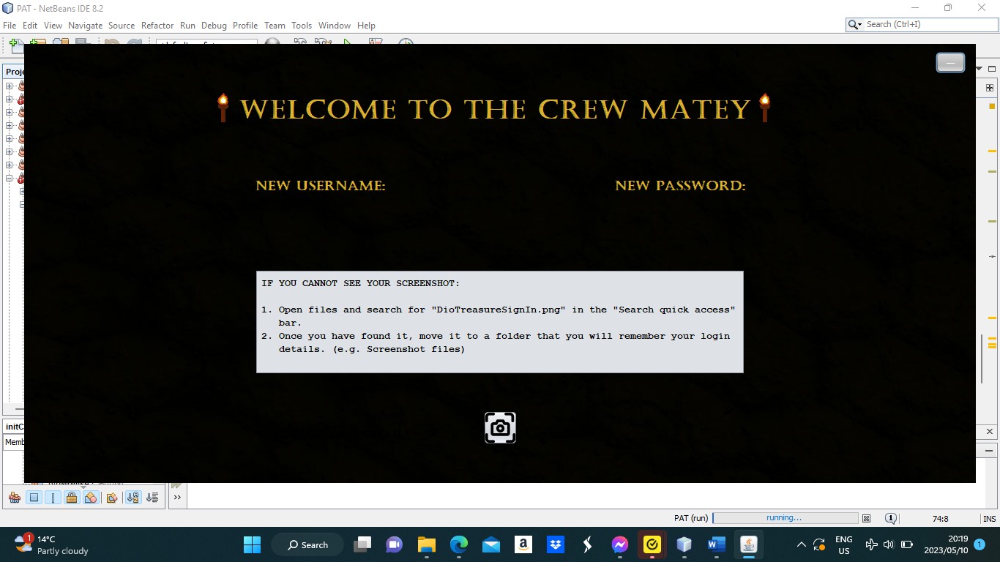 PAT - NetBeans IDE 8.2
File Edit View Navigate Source Refactor Run Debug Profile Team Tools Window Help
Search (Ctrl+I)
WELCOME TO THE CREW MATEY
NEW USERNAME: NEW PASSWORD:
IF YOU CANNOT SEE YOUR SCREENSHOT:
1. Open files and search for "DioTreasureSignIn.png" in the "Search quick access"
bar.
2. Once you have found it, move it to a folder that you will remember your login
details. (e.g. Screenshot files)
PAT (run) running... 1 74:8 INS
1 14°C
Partly cloudy
Search
ENG
US
20:19
2023/05/10
1